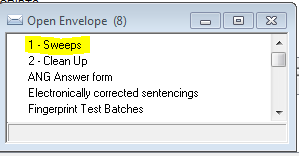 Open Envelope (8)
1 - Sweeps
2 - Clean Up
ANG Answer form
Electronically corrected sentencings
Fingerprint Test Batches